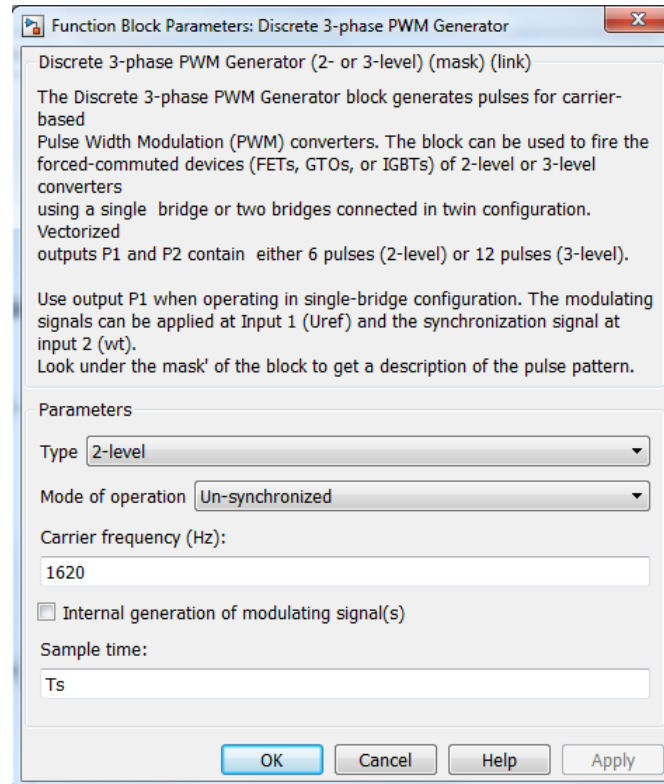 Function Block Parameters: Discrete 3-phase PWM Generator
Discrete 3-phase PWM Generator (2- or 3-level) (mask) (link)
The Discrete 3-phase PWM Generator block generates pulses for carrier-
based
Pulse Width Modulation (PWM) converters. The block can be used to fire the
forced-commuted devices (FETs, GTOs, or IGBTs) of 2-level or 3-level
converters
using a single  bridge or two bridges connected in twin configuration.
Vectorized
outputs P1 and P2 contain  either 6 pulses (2-level) or 12 pulses (3-level).
Use output P1 when operating in single-bridge configuration. The modulating
signals can be applied at Input 1 (Uref) and the synchronization signal at
input 2 (wt).
Look under the mask' of the block to get a description of the pulse pattern.
Parameters
Type 2-level
Mode of operation Un-synchronized
Carrier frequency (Hz):
1620
Internal generation of modulating signal(s)
Sample time:
Ts
OK Cancel Help Apply